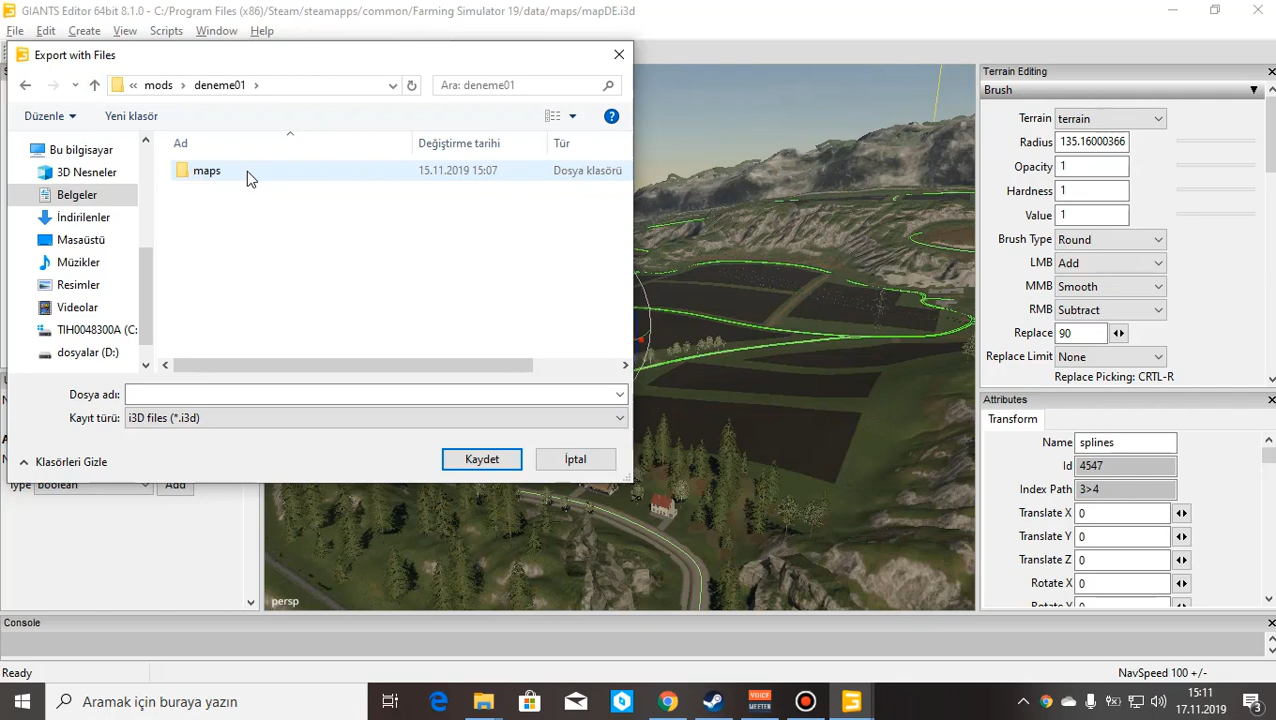 GIANTS Editor 64bit 8.1.0 - C:/Program Files (x86)/Steam/steamapps/common/Farming Simulator 19/data/maps/mapDE.i3d
File Edit Create View Scripts Window Help
Export with Files
« mods › deneme01 ›
Ara: deneme01
Düzenle
Yeni klasör
Ad Değiştirme tarihi Tür
Bu bilgisayar
3D Nesneler
Belgeler
İndirilenler
Masaüstü
Müzikler
Resimler
Videolar
TIH0048300A (C:
dosyalar (D:)
maps 15.11.2019 15:07 Dosya klasörü
Dosya adı:
Kayıt türü: i3D files (*.i3d)
Klasörleri Gizle
Kaydet
İptal
Type boolean Add
persp
Terrain Editing
Brush
Terrain terrain
Radius 135.16000366
Opacity 1
Hardness 1
Value 1
Brush Type Round
LMB Add
MMB Smooth
RMB Subtract
Replace 90
Replace Limit None
Replace Picking: CRTL-R
Attributes
Transform
Name splines
Id 4547
Index Path 3>4
Translate X 0
Translate Y 0
Translate Z 0
Rotate X 0
Rotate Y 0
Console
Ready
NavSpeed 100 +/-
Aramak için buraya yazın
VOICE
MEETER
15:11
17.11.2019
3